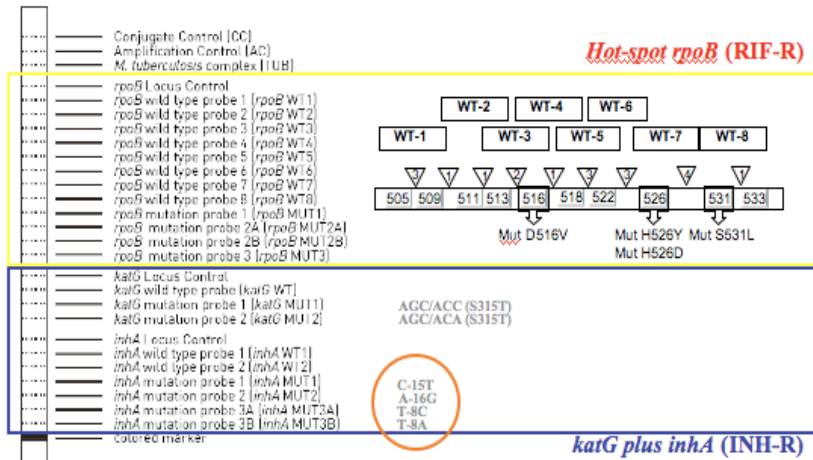 Conjugate Control (CC)
Amplification Control (AC)
M. tuberculosis complex (TUB)
Hot-spot rpoB (RIF-R)
rpoB Locus Control
rpoB wild type probe 1 (rpoB WT1)
rpoB wild type probe 2 (rpoB WT2)
rpoB wild type probe 3 (rpoB WT3)
rpoB wild type probe 4 (rpoB WT4)
rpoB wild type probe 5 (rpoB WT5)
rpoB wild type probe 6 (rpoB WT6)
rpoB wild type probe 7 (rpoB WT7)
rpoB wild type probe 8 (rpoB WT8)
rpoB mutation probe 1 (rpoB MUT1)
rpoB mutation probe 2A (rpoB MUT2A)
rpoB mutation probe 2B (rpoB MUT2B)
rpoB mutation probe 3 (rpoB MUT3)
WT-2 WT-4 WT-6
WT-1 WT-3 WT-5 WT-7 WT-8
3 1 1 2 1 3 3 4 1
505 509 511 513 516 518 522 526 531 533
Mut D516V Mut H526Y Mut S531L
Mut H526D
katG Locus Control
katG wild type probe (katG WT)
katG mutation probe 1 (katG MUT1) AGC/ACC (S315T)
katG mutation probe 2 (katG MUT2) AGC/ACA (S315T)
inhA Locus Control
inhA wild type probe 1 (inhA WT1)
inhA wild type probe 2 (inhA WT2)
inhA mutation probe 1 (inhA MUT1) C-15T
inhA mutation probe 2 (inhA MUT2) A-16G
inhA mutation probe 3A (inhA MUT3A) T-8C
inhA mutation probe 3B (inhA MUT3B) T-8A
colored marker
katG plus inhA (INH-R)